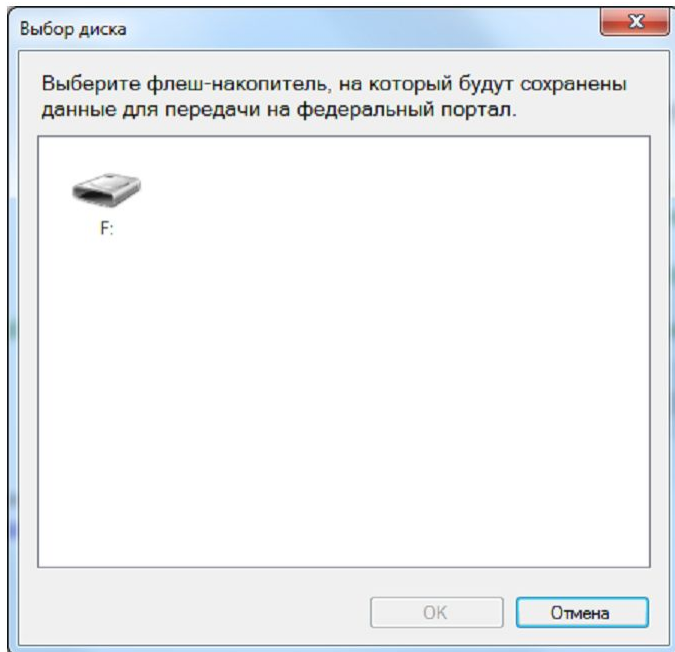 Выбор диска
Выберите флеш-накопитель, на который будут сохранены
данные для передачи на федеральный портал.
F:
OK
Отмена